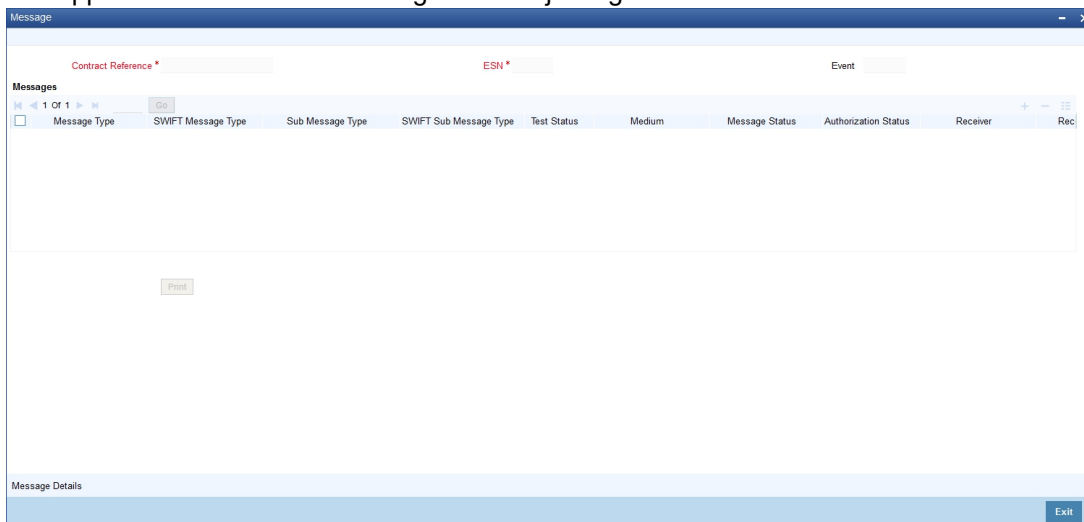 Message
Contract Reference *
ESN *
Event
Messages
1 Of 1 Go
Message Type SWIFT Message Type Sub Message Type SWIFT Sub Message Type Test Status Medium Message Status Authorization Status Receiver Rec
Print
Message Details
Exit